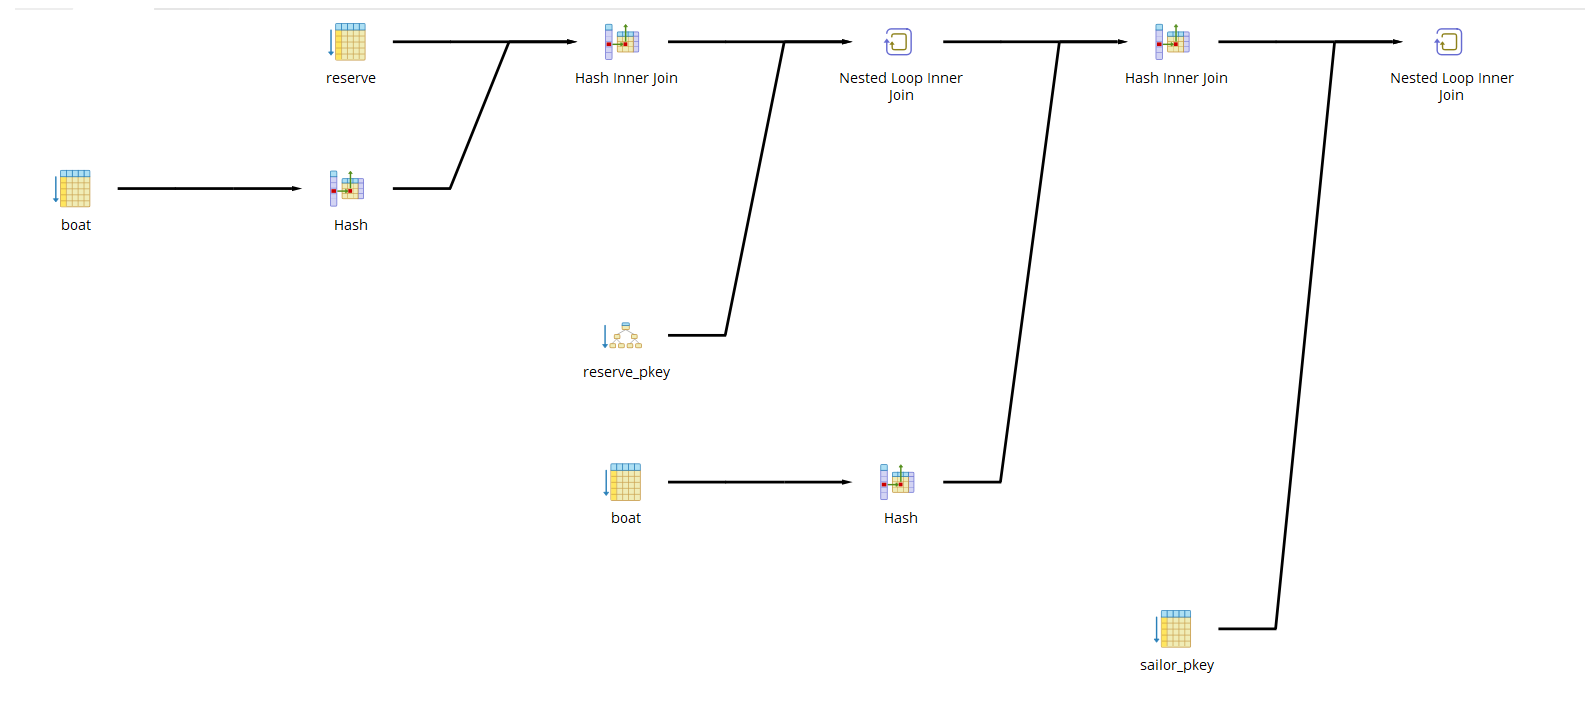 reserve
Hash Inner Join
Nested Loop Inner
Join
Hash Inner Join
Nested Loop Inner
Join
boat
Hash
reserve_pkey
boat
Hash
sailor_pkey